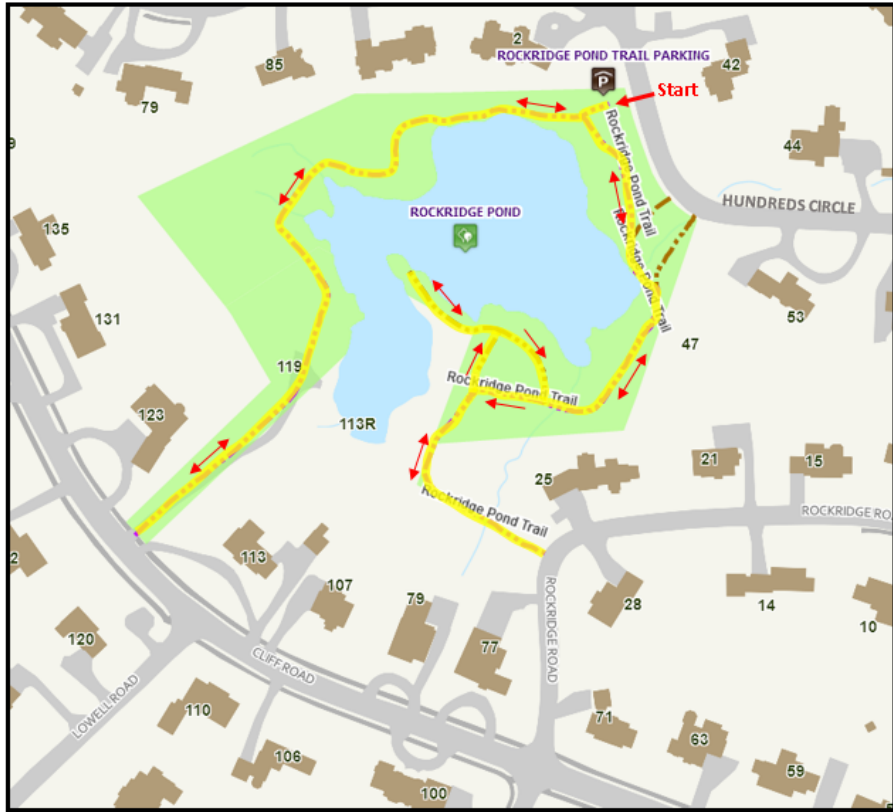 2
ROCKRIDGE POND TRAIL PARKING
P
42
85
79
Start
Rockridge Pond Trail
44
9
HUNDREDS CIRCLE
ROCKRIDGE POND
Rockridge Pond Trail
135
53
131
47
119
Rockridge Pond Trail
123
113R
21
15
25
Rockridge Pond Trail
ROCKRIDGE RO
2
113
107
79
28
14
10
ROCKRIDGE ROAD
120
77
CLIFF ROAD
LOWELL ROAD
110
71
63
106
59
100